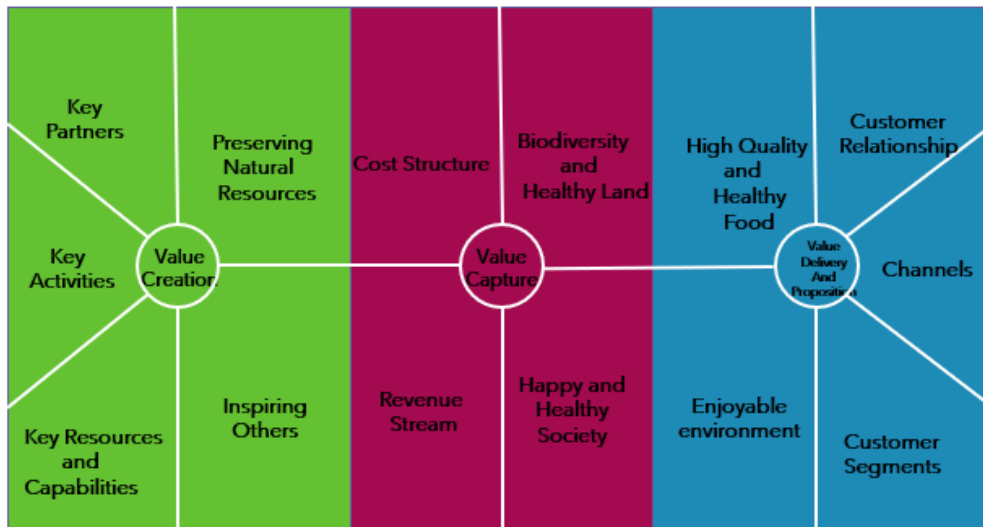 Key
Partners
Preserving
Natural
Resources
Key
Activities
Value
Creation
Key Resources
and
Capabilities
Inspiring
Others
Cost Structure
Biodiversity
and
Healthy Land
Value
Capture
Revenue
Stream
Happy and
Healthy
Society
High Quality
and
Healthy
Food
Customer
Relationship
Value
Delivery
And
Proposition
Channels
Enjoyable
environment
Customer
Segments